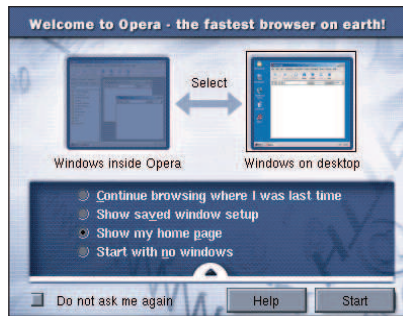 Welcome to Opera - the fastest browser on earth!
Select
Windows inside Opera
Windows on desktop
Continue browsing where I was last time
Show saved window setup
Show my home page
Start with no windows
Do not ask me again
Help
Start